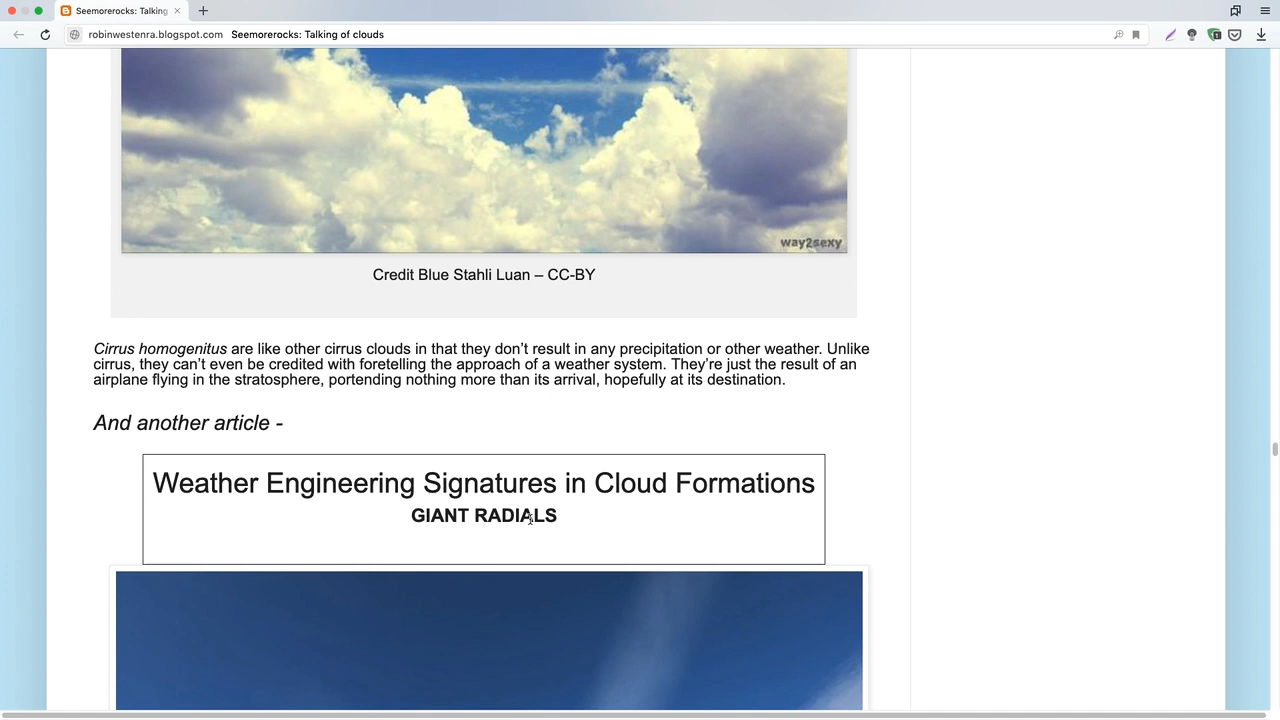 Seemorerocks: Talking
robinwestenra.blogspot.com Seemorerocks: Talking of clouds
way2sexy
Credit Blue Stahli Luan – CC-BY
Cirrus homogenitus are like other cirrus clouds in that they don’t result in any precipitation or other weather. Unlike
cirrus, they can’t even be credited with foretelling the approach of a weather system. They’re just the result of an
airplane flying in the stratosphere, portending nothing more than its arrival, hopefully at its destination.
And another article -
Weather Engineering Signatures in Cloud Formations
GIANT RADIALS